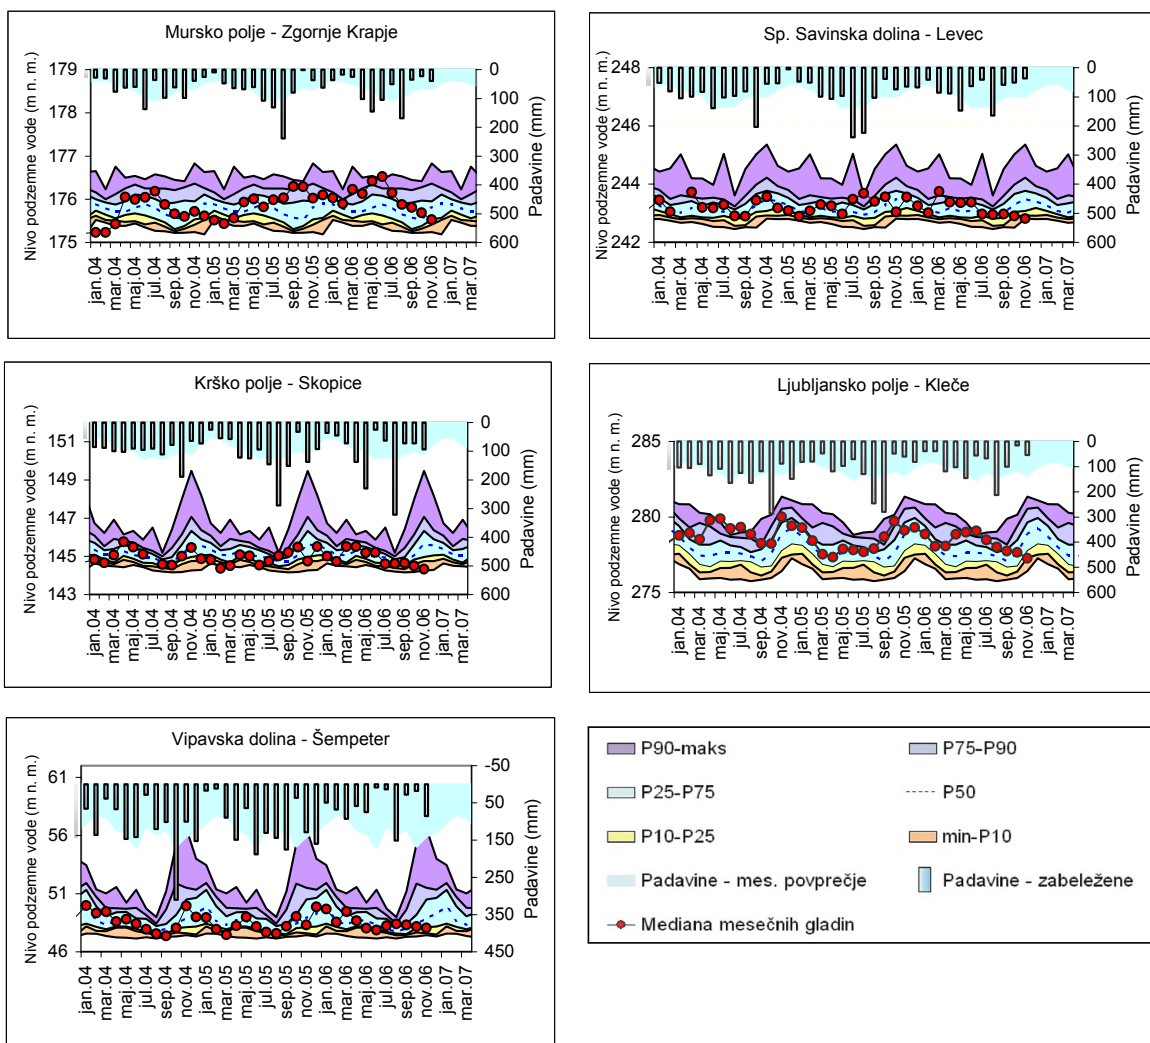 Mursko polje - Zgornje Krapje
Nivo podzemne vode (m n. m.)
179
178
177
176
175
0
100
200
300
400
500
600
Padavine (mm)
jan.04
mar.04
maj.04
jul.04
sep.04
nov.04
jan.05
mar.05
maj.05
jul.05
sep.05
nov.05
jan.06
mar.06
maj.06
jul.06
sep.06
nov.06
jan.07
mar.07
Sp. Savinska dolina - Levec
Nivo podzemne vode (m n. m.)
248
246
244
242
0
100
200
300
400
500
600
Padavine (mm)
jan.04
mar.04
maj.04
jul.04
sep.04
nov.04
jan.05
mar.05
maj.05
jul.05
sep.05
nov.05
jan.06
mar.06
maj.06
jul.06
sep.06
nov.06
jan.07
mar.07
Krško polje - Skopice
Nivo podzemne vode (m n. m.)
151
149
147
145
143
0
100
200
300
400
500
600
Padavine (mm)
jan.04
mar.04
maj.04
jul.04
sep.04
nov.04
jan.05
mar.05
maj.05
jul.05
sep.05
nov.05
jan.06
mar.06
maj.06
jul.06
sep.06
nov.06
jan.07
mar.07
Ljubljansko polje - Kleče
Nivo podzemne vode (m n. m.)
285
280
275
0
100
200
300
400
500
600
Padavine (mm)
jan.04
mar.04
maj.04
jul.04
sep.04
nov.04
jan.05
mar.05
maj.05
jul.05
sep.05
nov.05
jan.06
mar.06
maj.06
jul.06
sep.06
nov.06
jan.07
mar.07
Vipavska dolina - Šempeter
Nivo podzemne vode (m n. m.)
61
56
51
46
-50
50
150
250
350
450
Padavine (mm)
jan.04
mar.04
maj.04
jul.04
sep.04
nov.04
jan.05
mar.05
maj.05
jul.05
sep.05
nov.05
jan.06
mar.06
maj.06
jul.06
sep.06
nov.06
jan.07
mar.07
P90-maks
P75-P90
P25-P75
P50
P10-P25
min-P10
Padavine - mes. povprečje
Padavine - zabeležene
Mediana mesečnih gladin